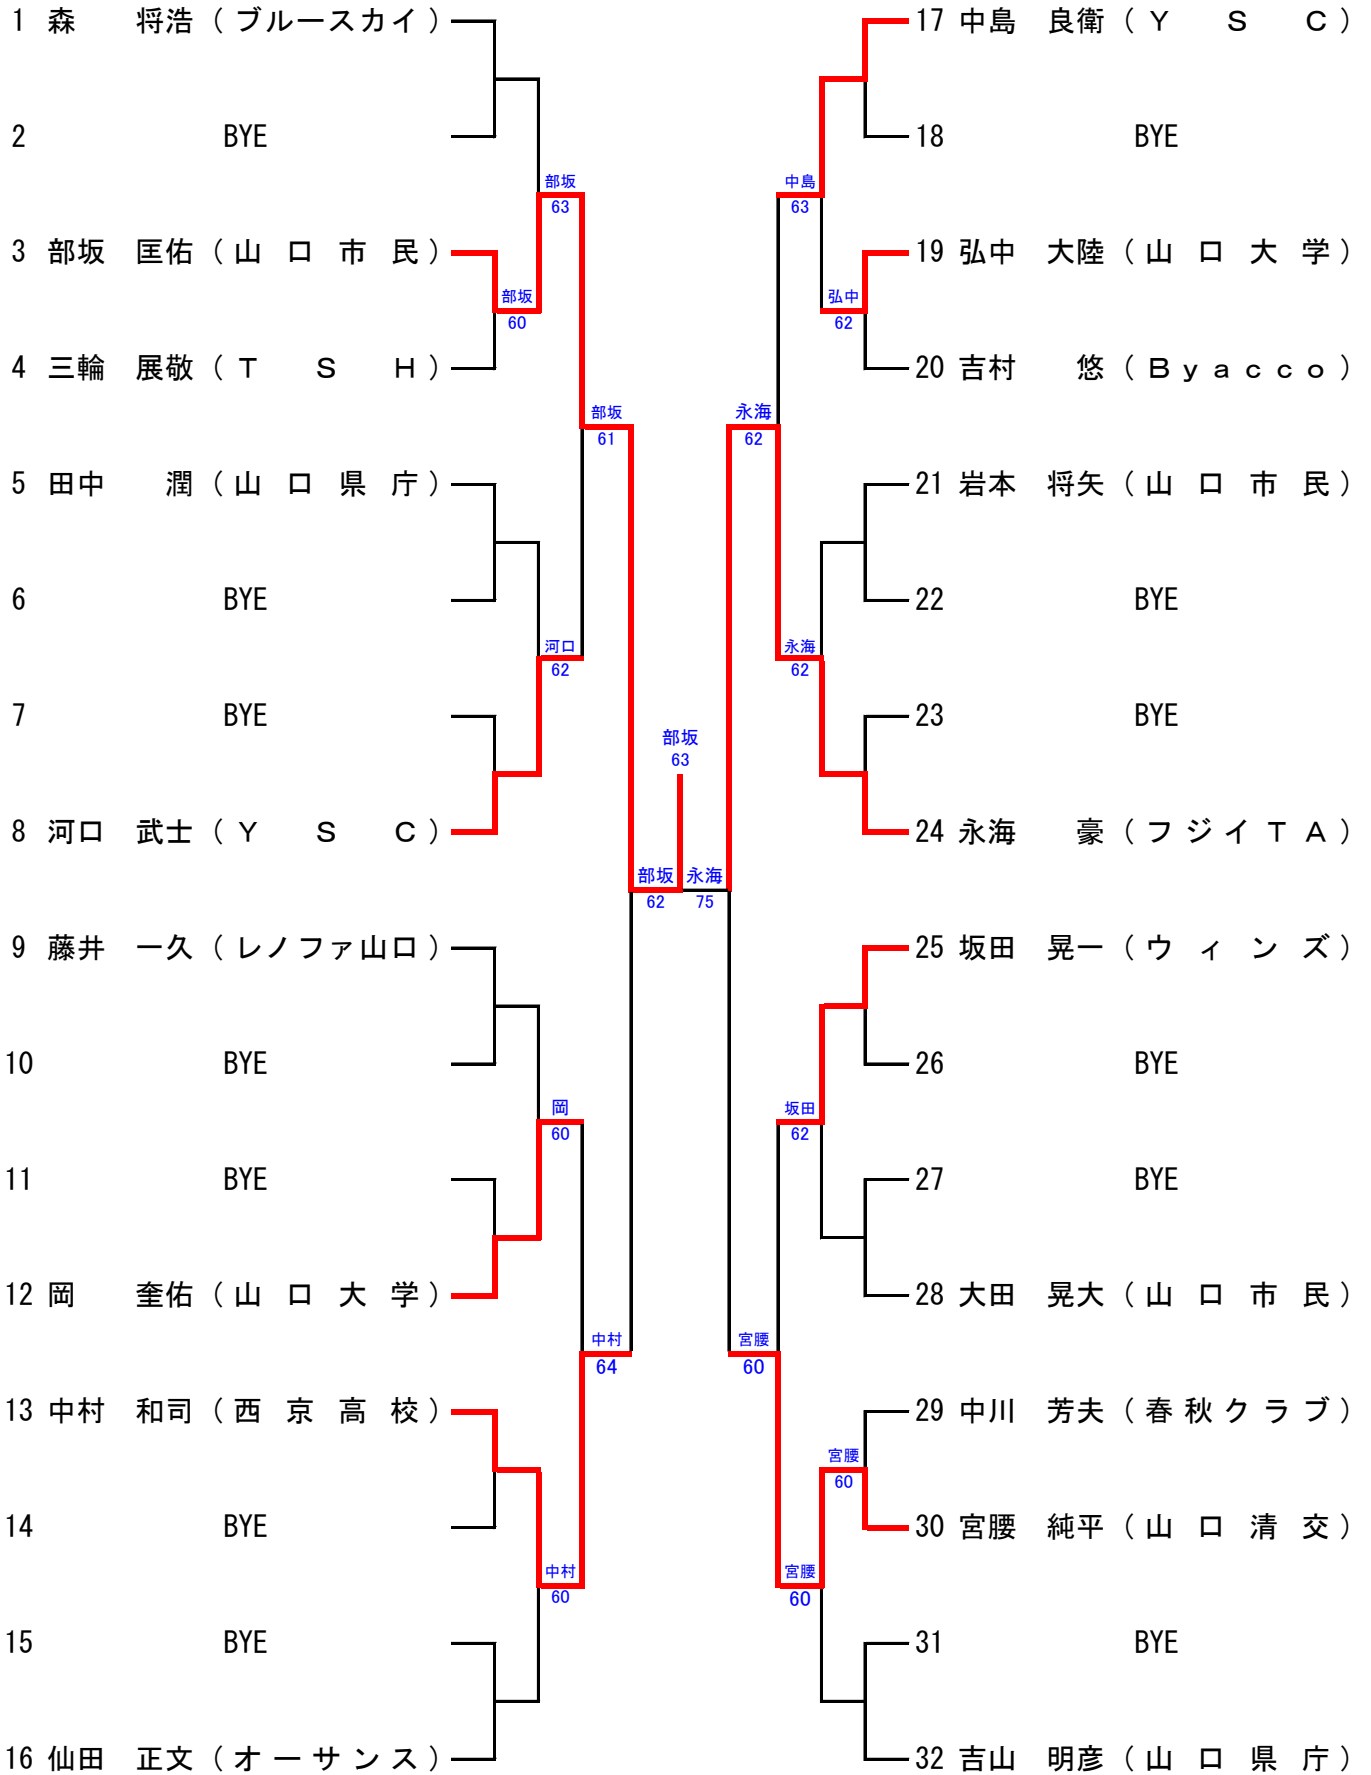 1 森　将浩（ブルースカイ）
2 BYE
3 部坂　匡佑（山口市民）
4 三輪　展敬（ＴＳＨ）
5 田中　潤（山口県庁）
6 BYE
7 BYE
8 河口　武士（ＹＳＣ）
9 藤井　一久（レノファ山口）
10 BYE
11 BYE
12 岡　奎佑（山口大学）
13 中村　和司（西京高校）
14 BYE
15 BYE
16 仙田　正文（オーサンス）
部坂
60
部坂
63
河口
62
岡
60
中村
60
部坂
61
中村
64
部坂
62
部坂
63
永海
75
永海
62
宮腰
60
中島
63
永海
62
坂田
62
宮腰
60
弘中
62
宮腰
60
17 中島　良衛（ＹＳＣ）
18 BYE
19 弘中　大陸（山口大学）
20 吉村　悠（Ｂｙａｃｃｏ）
21 岩本　将矢（山口市民）
22 BYE
23 BYE
24 永海　豪（フジイＴＡ）
25 坂田　晃一（ウィンズ）
26 BYE
27 BYE
28 大田　晃大（山口市民）
29 中川　芳夫（春秋クラブ）
30 宮腰　純平（山口清交）
31 BYE
32 吉山　明彦（山口県庁）